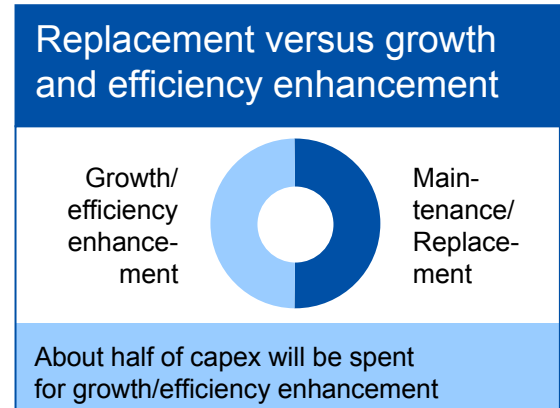 Replacement versus growth
and efficiency enhancement
Growth/
efficiency
enhance-
ment
Main-
tenance/
Replace-
ment
About half of capex will be spent
for growth/efficiency enhancement